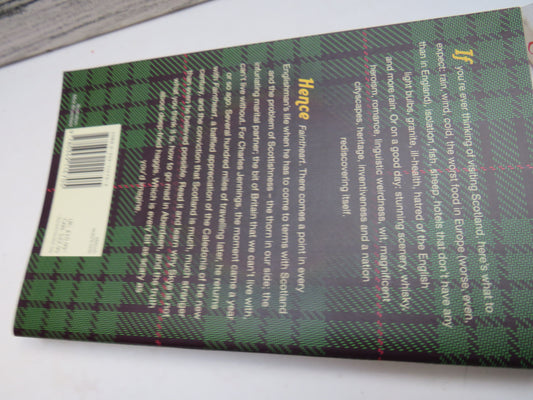 If you're ever thinking of visiting Scotland, here's what to
expect: rain, wind, cold, the worst food in Europe (worse, even,
than in England), isolation, fish, sheep, hotels that don't have any
light bulbs, granite, ill-health, hatred of the English
and more rain. Or on a good day: stunning scenery, whisky,
heroism, romance, linguistic weirdness, wit, magnificent
cityscapes, heritage, inventiveness and a nation
rediscovering itself.
Hence Faintheart. There comes a point in every
Englishman's life when he has to come to terms with Scotland
and the problem of Scottishness – the thorn in our side; the
infuriating marital partner; the bit of Britain that we can't live with,
can't live without. For Charles Jennings, the moment came a year
or so ago. Several hundred miles of travelling later, he returns
with Faintheart, a baffled appreciation of the Caledonia of the new
century and the conviction that Scotland is much, much stranger
than even he believed possible. Read it and learn why Skye is not
what you think it is, how to go mad in Aberdeen, and the truth
about deep-fried haggis. Which is every bit as scary as
you'd imagine.